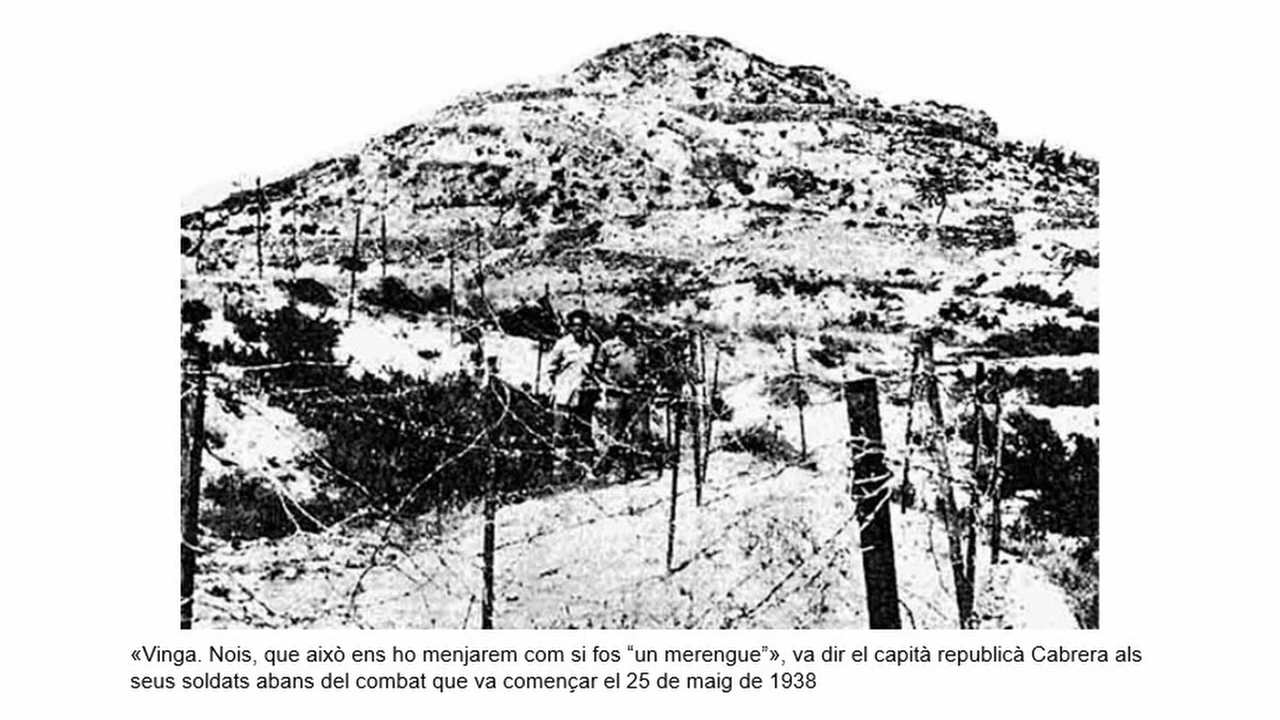 «Vinga. Nois, que això ens ho menjarem com si fos “un merengue”», va dir el capità republicà Cabrera als
seus soldats abans del combat que va començar el 25 de maig de 1938